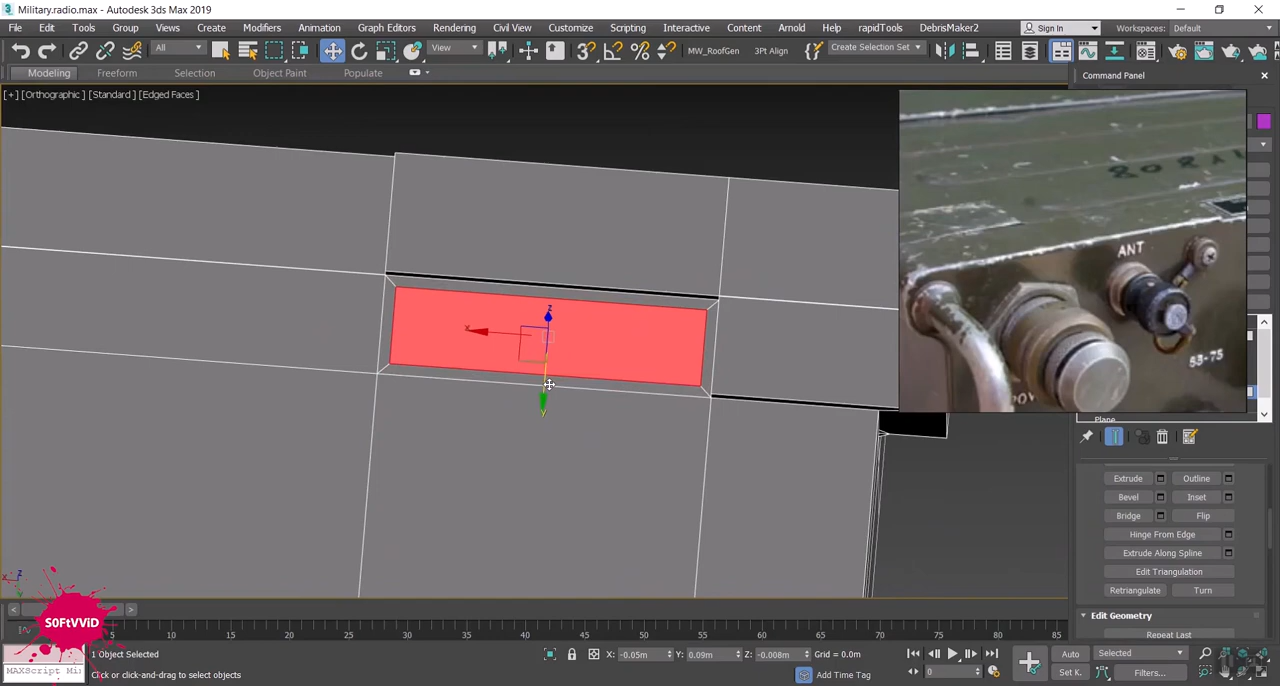 Military.radio.max - Autodesk 3ds Max 2019
File Edit Tools Group Views Create Modifiers Animation Graph Editors Rendering Civil View Customize Scripting Interactive Content Arnold Help rapidTools DebrisMaker2 Sign In Workspaces: Default
All View MW_RoofGen 3Pt Align Create Selection Set
Modeling Freeform Selection Object Paint Populate
[+] [Orthographic ] [Standard ] [Edged Faces ]
Command Panel
ANT
53-75
x
z
y
Plane
Extrude Outline
Bevel Inset
Bridge Flip
Hinge From Edge
Extrude Along Spline
Edit Triangulation
Retriangulate Turn
Edit Geometry
Repeat Last
SOFtVViD
5 10 15 20 25 30 35 40 45 50 55 60 65 70 75 80 85
1 Object Selected X: -0.05m Y: 0.09m Z: -0.008m Grid = 0.0m Auto Selected
MAXScript Mi Click or click-and-drag to select objects Add Time Tag Set K. Filters... 0